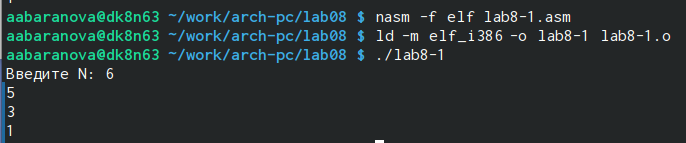 aabaranova@dk8n63 ~/work/arch-pc/lab08 $ nasm -f elf lab8-1.asm
aabaranova@dk8n63 ~/work/arch-pc/lab08 $ ld -m elf_i386 -o lab8-1 lab8-1.o
aabaranova@dk8n63 ~/work/arch-pc/lab08 $ ./lab8-1
Введите N: 6
5
3
1